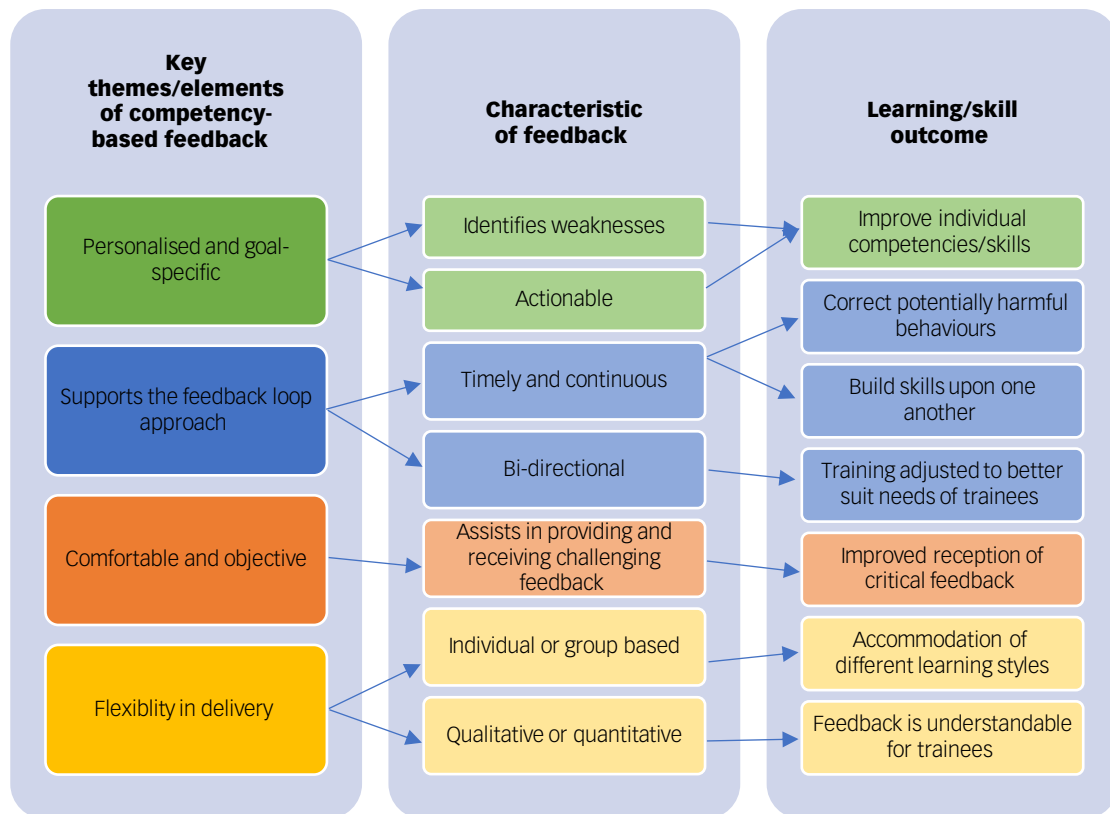 Key
themes/elements
of competency-
based feedback
Personalised and goal-
specific
Supports the feedback loop
approach
Comfortable and objective
Flexiblity in delivery
Characteristic
of feedback
Identifies weaknesses
Actionable
Timely and continuous
Bi-directional
Assists in providing and
receiving challenging
feedback
Individual or group based
Qualitative or quantitative
Learning/skill
outcome
Improve individual
competencies/skills
Correct potentially harmful
behaviours
Build skills upon one
another
Training adjusted to better
suit needs of trainees
Improved reception of
critical feedback
Accommodation of
different learning styles
Feedback is understandable
for trainees